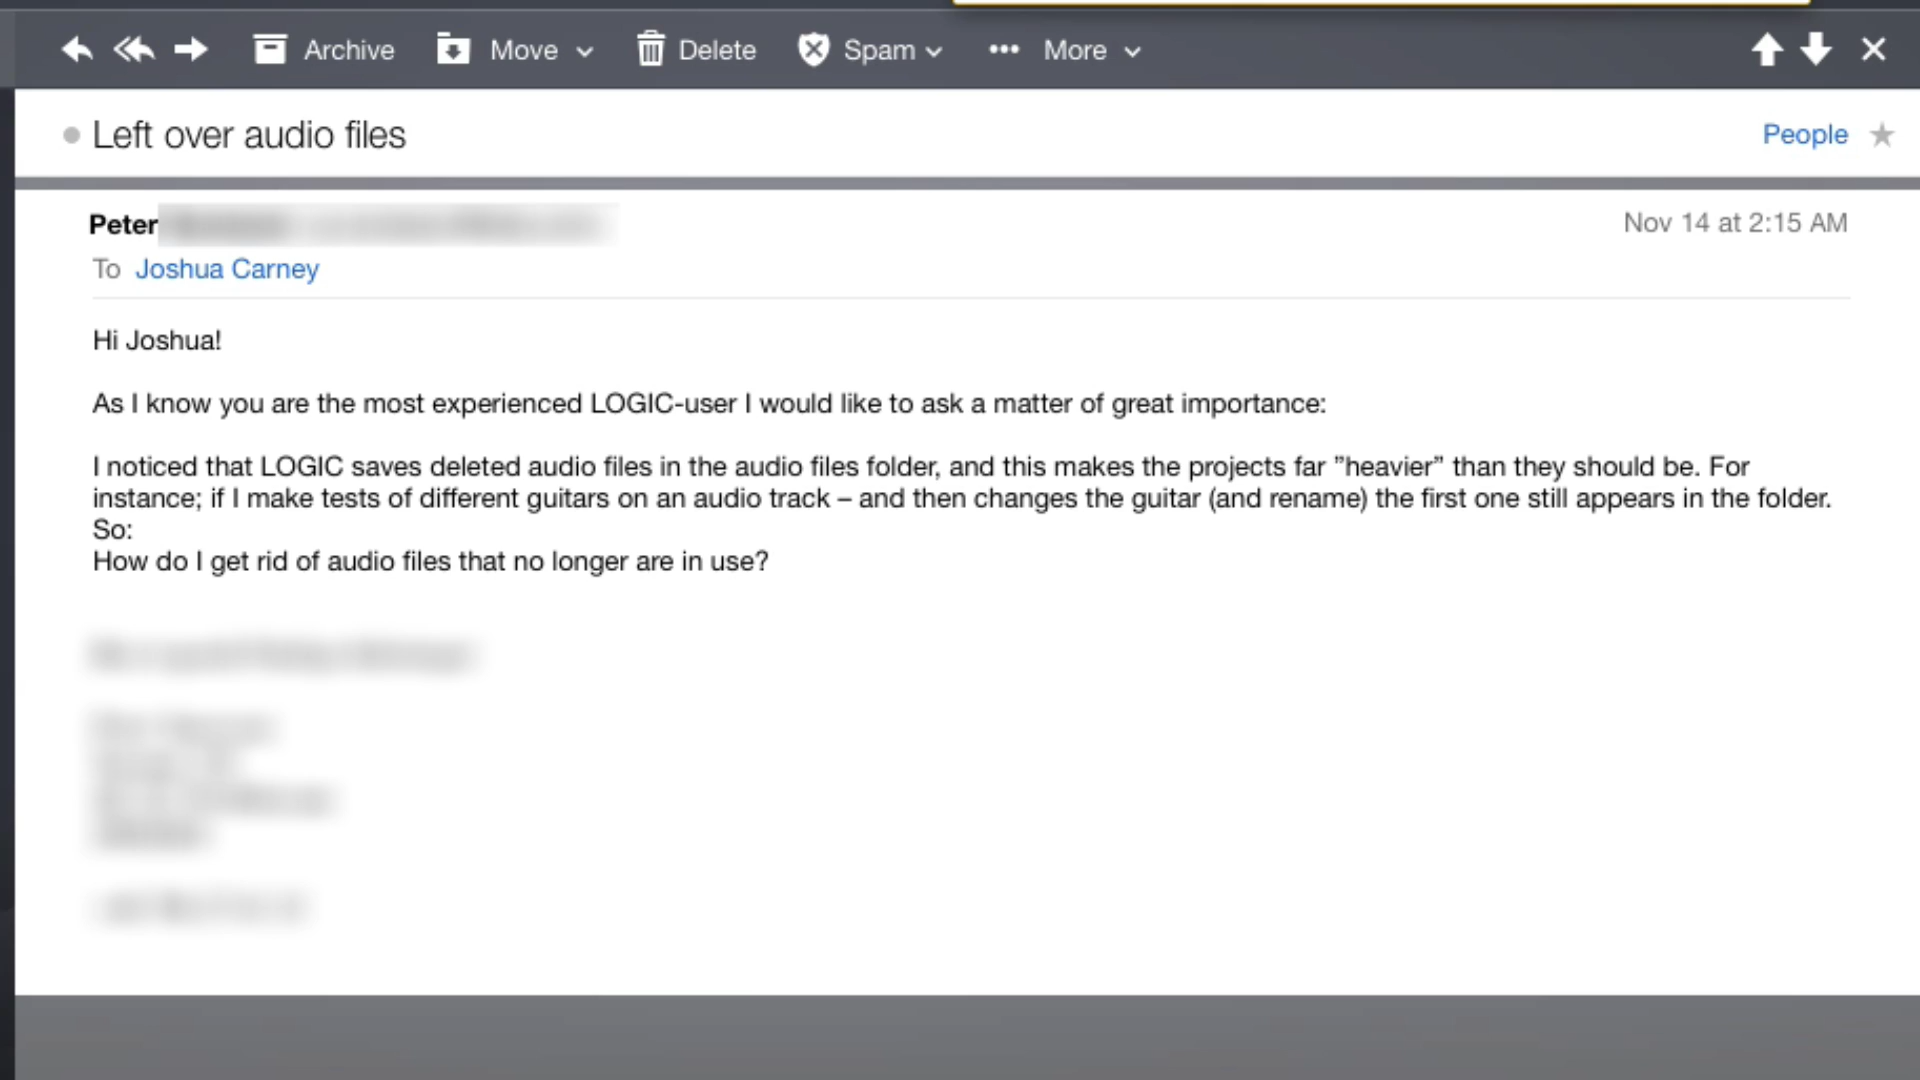 Archive Move Delete Spam More
Left over audio files People
Peter Nov 14 at 2:15 AM
To Joshua Carney
Hi Joshua!
As I know you are the most experienced LOGIC-user I would like to ask a matter of great importance:
I noticed that LOGIC saves deleted audio files in the audio files folder, and this makes the projects far ”heavier” than they should be. For
instance; if I make tests of different guitars on an audio track – and then changes the guitar (and rename) the first one still appears in the folder.
So:
How do I get rid of audio files that no longer are in use?